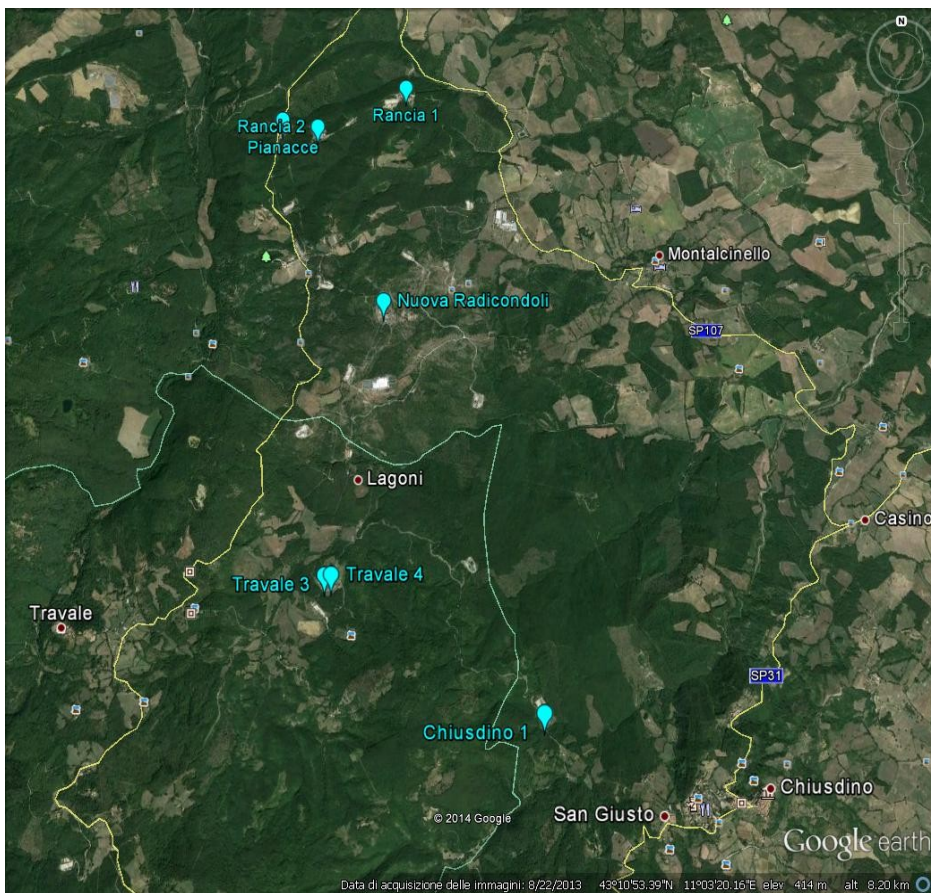 N
Rancia 1
Rancia 2
Pianacce
Montalcinello
Nuova Radicondoli
SP107
Lagoni
Casino
Travale 3
Travale 4
Travale
SP31
Chiusdino 1
Chiusdino
San Giusto
© 2014 Google
Google earth
Data di acquisizione delle immagini: 8/22/2013 43°10'53.39"N 11°03'20.16"E elev 414 m alt 8.20 km